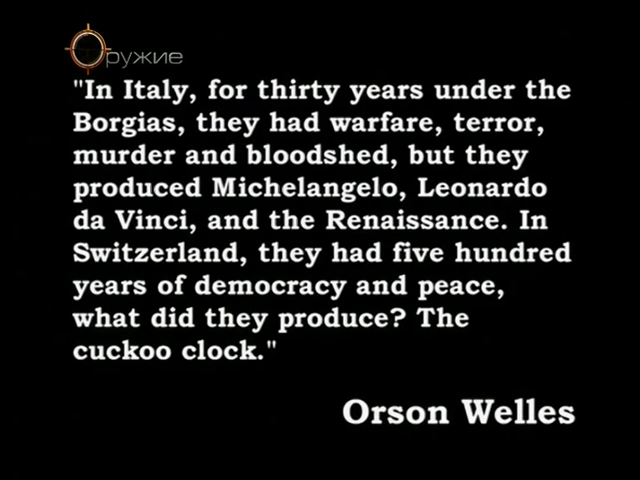 Оружие
"In Italy, for thirty years under the
Borgias, they had warfare, terror,
murder and bloodshed, but they
produced Michelangelo, Leonardo
da Vinci, and the Renaissance. In
Switzerland, they had five hundred
years of democracy and peace,
what did they produce? The
cuckoo clock."
Orson Welles